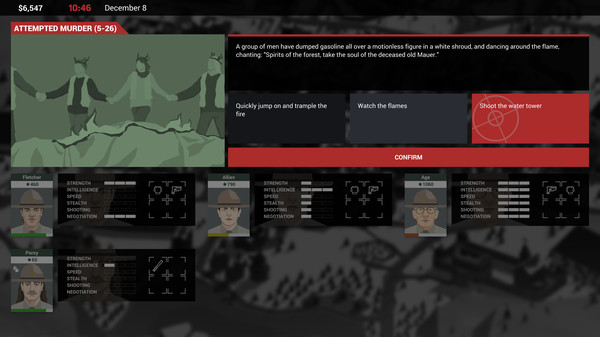 $6,547 10:46 December 8
ATTEMPTED MURDER (5-26)
A group of men have dumped gasoline all over a motionless figure in a white shroud, and dancing around the flame,
chanting: "Spirits of the forest, take the soul of the deceased old Mauer."
Quickly jump on and trample the
fire
Watch the flames
Shoot the water tower
CONFIRM
Fletcher
★460
STRENGTH
INTELLIGENCE
SPEED
STEALTH
SHOOTING
NEGOTIATION
Allies
★790
STRENGTH
INTELLIGENCE
SPEED
STEALTH
SHOOTING
NEGOTIATION
Age
★1060
STRENGTH
INTELLIGENCE
SPEED
STEALTH
SHOOTING
NEGOTIATION
STRENGTH
INTELLIGENCE
SPEED
STEALTH
SHOOTING
NEGOTIATION